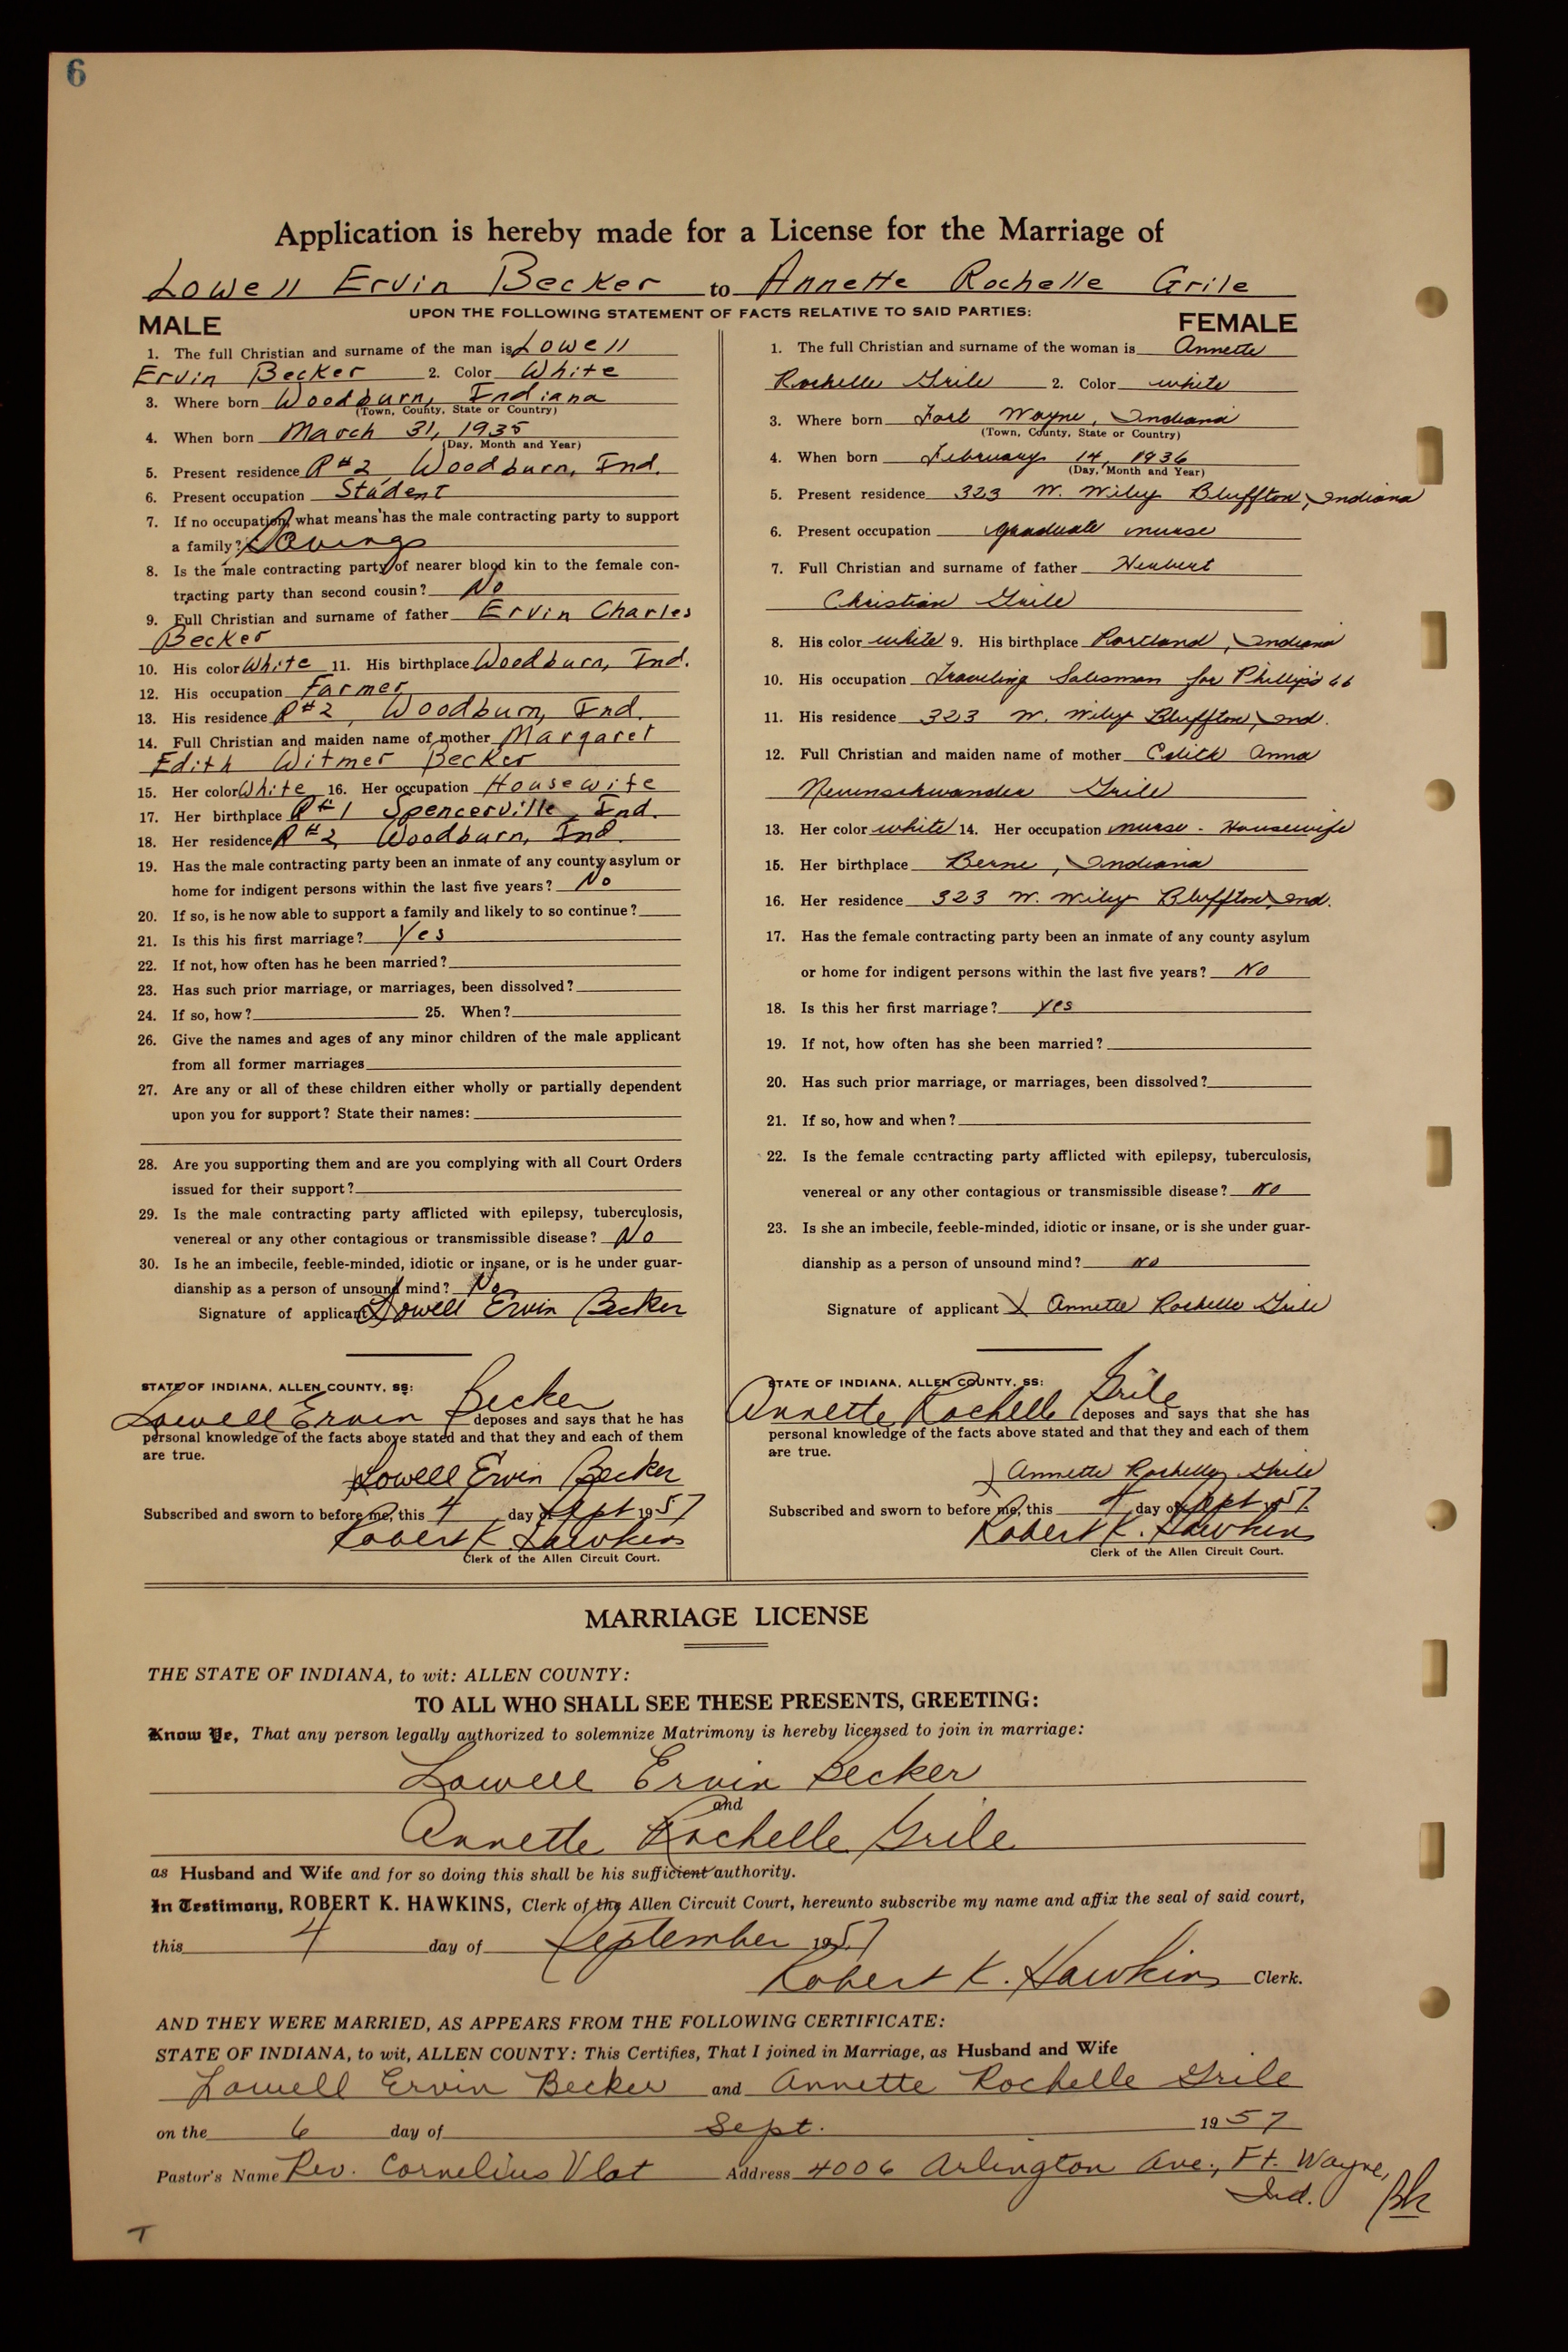 6
Application is hereby made for a License for the Marriage of
Lowell Ervin Becker to Annette Rochelle Grile
UPON THE FOLLOWING STATEMENT OF FACTS RELATIVE TO SAID PARTIES:
MALE
1. The full Christian and surname of the man is Lowell
Ervin Becker 2. Color White
3. Where born Woodburn, Indiana
(Town, County, State or Country)
4. When born March 31, 1935
(Day, Month and Year)
5. Present residence R#2 Woodburn, Ind.
6. Present occupation Student
7. If no occupation, what means has the male contracting party to support
a family? Savings
8. Is the male contracting party of nearer blood kin to the female con-
tracting party than second cousin? No
9. Full Christian and surname of father Ervin Charles
Becker
10. His color White 11. His birthplace Woodburn, Ind.
12. His occupation Farmer
13. His residence R#2, Woodburn, Ind.
14. Full Christian and maiden name of mother Margaret
Edith Witmer Becker
15. Her color White 16. Her occupation Housewife
17. Her birthplace R#1 Spencerville, Ind.
18. Her residence R#2 Woodburn, Ind.
19. Has the male contracting party been an inmate of any county asylum or
home for indigent persons within the last five years? No
20. If so, is he now able to support a family and likely to so continue?
21. Is this his first marriage? Yes
22. If not, how often has he been married?
23. Has such prior marriage, or marriages, been dissolved?
24. If so, how? 25. When?
26. Give the names and ages of any minor children of the male applicant
from all former marriages
27. Are any or all of these children either wholly or partially dependent
upon you for support? State their names:
28. Are you supporting them and are you complying with all Court Orders
issued for their support?
29. Is the male contracting party afflicted with epilepsy, tuberculosis,
venereal or any other contagious or transmissible disease? No
30. Is he an imbecile, feeble-minded, idiotic or insane, or is he under guar-
dianship as a person of unsound mind? No
Signature of applicant X Lowell Ervin Becker
STATE OF INDIANA, ALLEN COUNTY, SS:
Lowell Ervin Becker deposes and says that he has
personal knowledge of the facts above stated and that they and each of them
are true.
Lowell Ervin Becker
Subscribed and sworn to before me, this 4 day of Sept 1957
Robert K. Hawkins
Clerk of the Allen Circuit Court.
FEMALE
1. The full Christian and surname of the woman is Annette
Rochelle Grile 2. Color white
3. Where born Fort Wayne, Indiana
(Town, County, State or Country)
4. When born February 14, 1936
(Day, Month and Year)
5. Present residence 323 W. Wiley Bluffton, Indiana
6. Present occupation graduate nurse
7. Full Christian and surname of father Herbert
Christian Grile
8. His color white 9. His birthplace Portland, Indiana
10. His occupation Traveling Salesman for Phillips 66
11. His residence 323 W. Wiley Bluffton, Ind.
12. Full Christian and maiden name of mother Edith Anna
Neuenschwander Grile
13. Her color white 14. Her occupation nurse - Housewife
15. Her birthplace Berne, Indiana
16. Her residence 323 W. Wiley Bluffton, Ind.
17. Has the female contracting party been an inmate of any county asylum
or home for indigent persons within the last five years? No
18. Is this her first marriage? yes
19. If not, how often has she been married?
20. Has such prior marriage, or marriages, been dissolved?
21. If so, how and when?
22. Is the female contracting party afflicted with epilepsy, tuberculosis,
venereal or any other contagious or transmissible disease? No
23. Is she an imbecile, feeble-minded, idiotic or insane, or is she under guar-
dianship as a person of unsound mind? no
Signature of applicant X Annette Rochelle Grile
STATE OF INDIANA, ALLEN COUNTY, SS:
Annette Rochelle Grile deposes and says that she has
personal knowledge of the facts above stated and that they and each of them
are true.
Annette Rochelle Grile
Subscribed and sworn to before me, this 4 day of Sept 1957
Robert K. Hawkins
Clerk of the Allen Circuit Court.
MARRIAGE LICENSE
THE STATE OF INDIANA, to wit: ALLEN COUNTY:
TO ALL WHO SHALL SEE THESE PRESENTS, GREETING:
Know Ye, That any person legally authorized to solemnize Matrimony is hereby licensed to join in marriage:
Lowell Ervin Becker
and
Annette Rochelle Grile
as Husband and Wife and for so doing this shall be his sufficient authority.
In Testimony, ROBERT K. HAWKINS, Clerk of the Allen Circuit Court, hereunto subscribe my name and affix the seal of said court,
this 4 day of September 1957
Robert K. Hawkins Clerk.
AND THEY WERE MARRIED, AS APPEARS FROM THE FOLLOWING CERTIFICATE:
STATE OF INDIANA, to wit, ALLEN COUNTY: This Certifies, That I joined in Marriage, as Husband and Wife
Lowell Ervin Becker and Annette Rochelle Grile
on the 6 day of Sept. 1957
Pastor's Name Rev. Cornelius Vlot Address 4006 Arlington Ave., Ft. Wayne,
Ind.
T